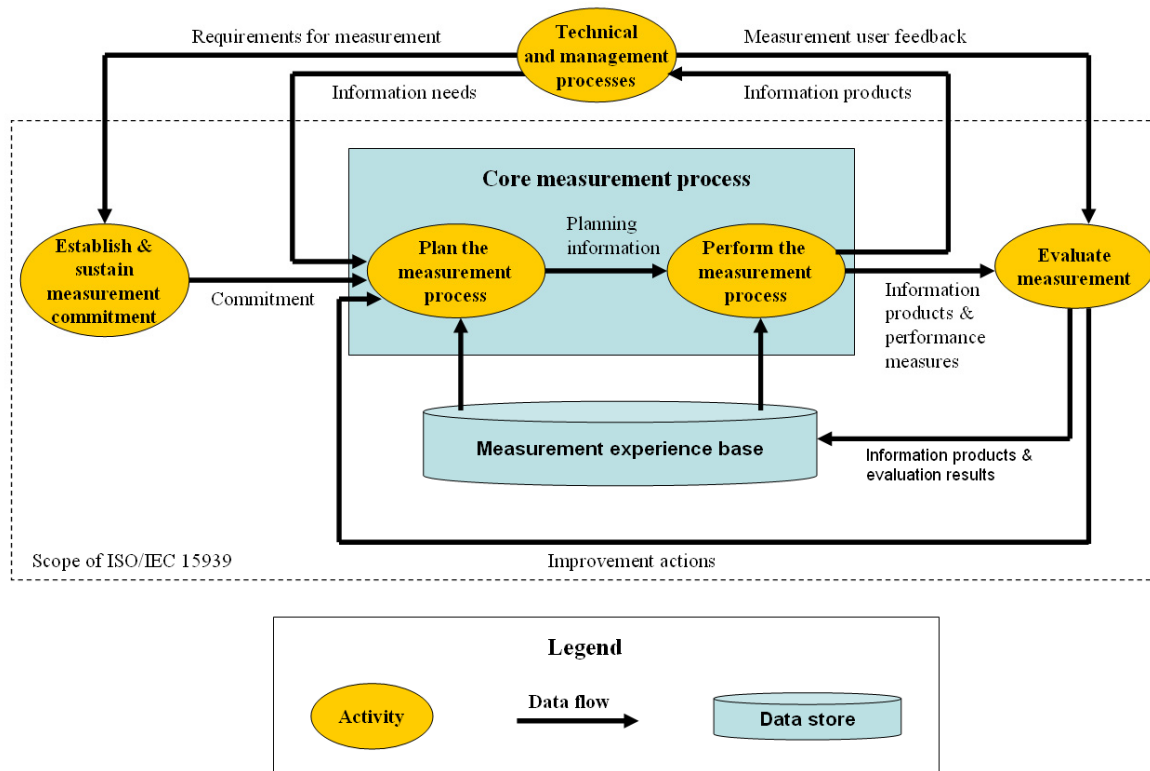 Technical
and management
processes
Requirements for measurement
Measurement user feedback
Information needs
Information products
Core measurement process
Establish &
sustain
measurement
commitment
Commitment
Plan the
measurement
process
Planning
information
Perform the
measurement
process
Evaluate
measurement
Information
products &
performance
measures
Measurement experience base
Information products &
evaluation results
Scope of ISO/IEC 15939
Improvement actions
Legend
Activity
Data flow
Data store